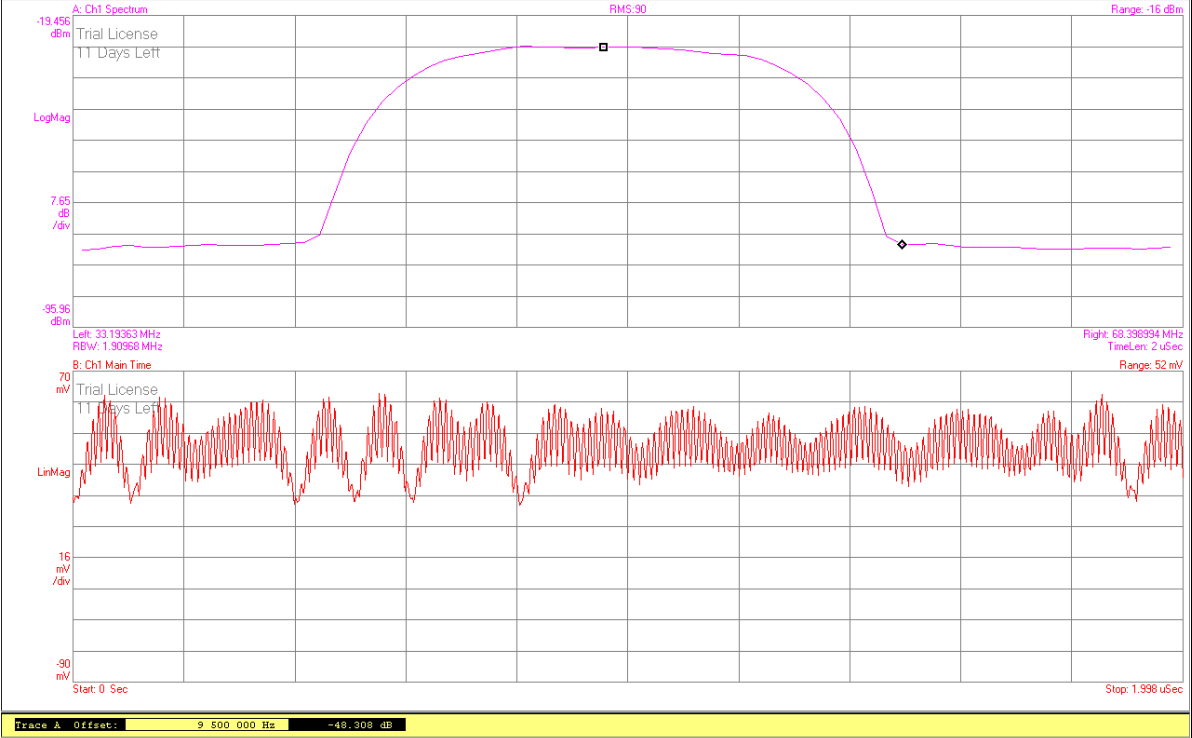 A: Ch1 Spectrum RMS:90 Range: -16 dBm
-19.456
dBm
Trial License
11 Days Left
LogMag
7.65
dB
/div
-95.96
dBm
Left: 33.19363 MHz Right: 68.398994 MHz
RBW: 1.90968 MHz TimeLen: 2 uSec
B: Ch1 Main Time Range: 52 mV
70
mV
Trial License
11 Days Left
LinMag
16
mV
/div
-90
mV
Start: 0 Sec Stop: 1.998 uSec
Trace A Offset: 9 500 000 Hz -48.308 dB